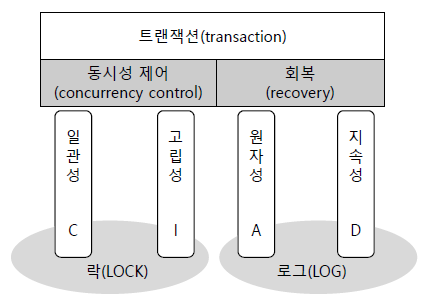 트랜잭션(transaction)
동시성 제어
(concurrency control)
회복
(recovery)
일관성
C
고립성
I
원자성
A
지속성
D
락(LOCK)
로그(LOG)